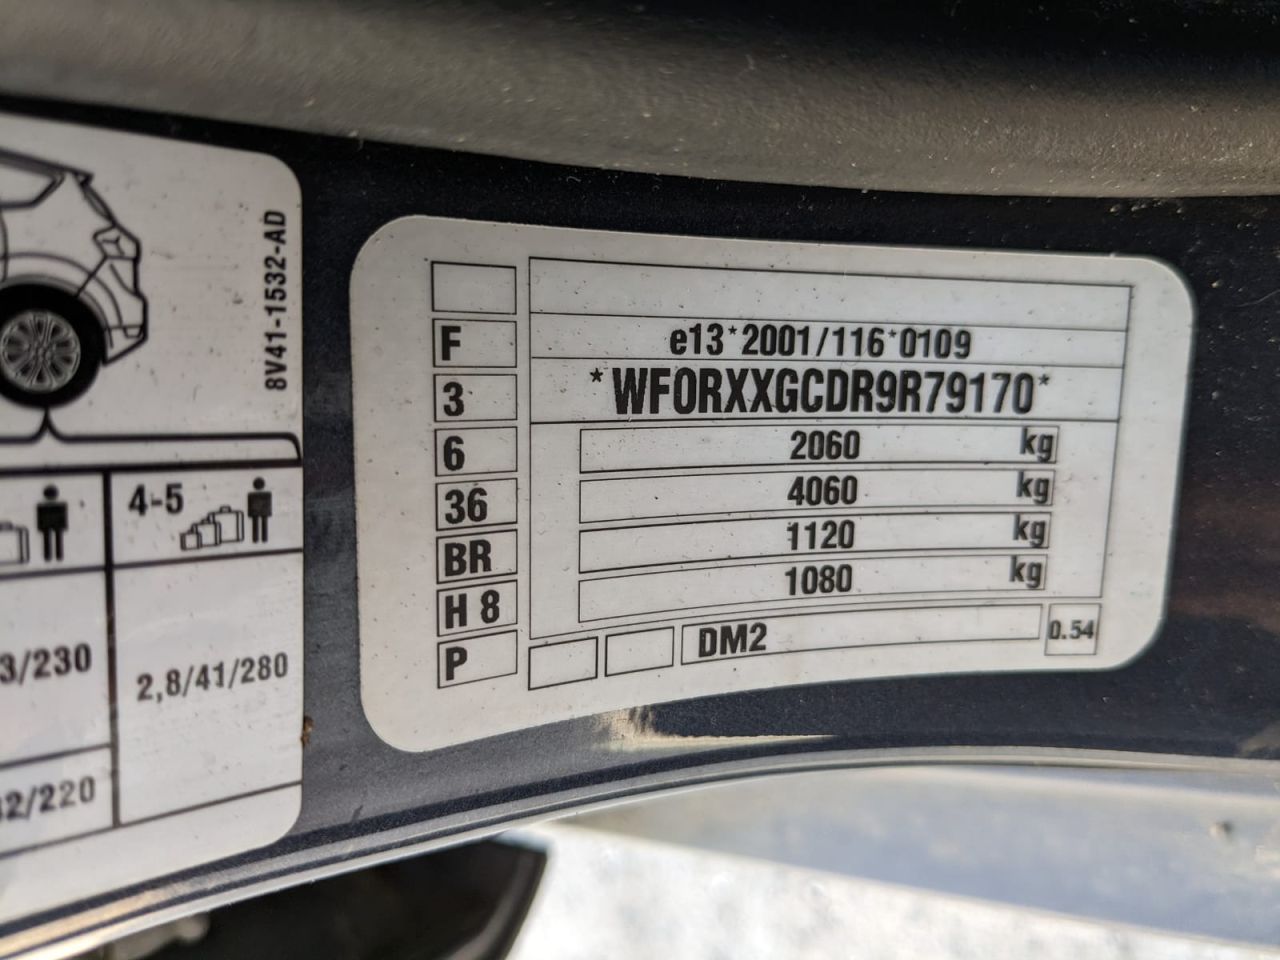 8V41-1532-AD
4-5
3/230
2,8/41/280
2/220
F
e13*2001/116*0109
3
*WF0RXXGCDR9R79170*
6
2060 kg
36
4060 kg
BR
1120 kg
H 8
1080 kg
P
DM2
0.54